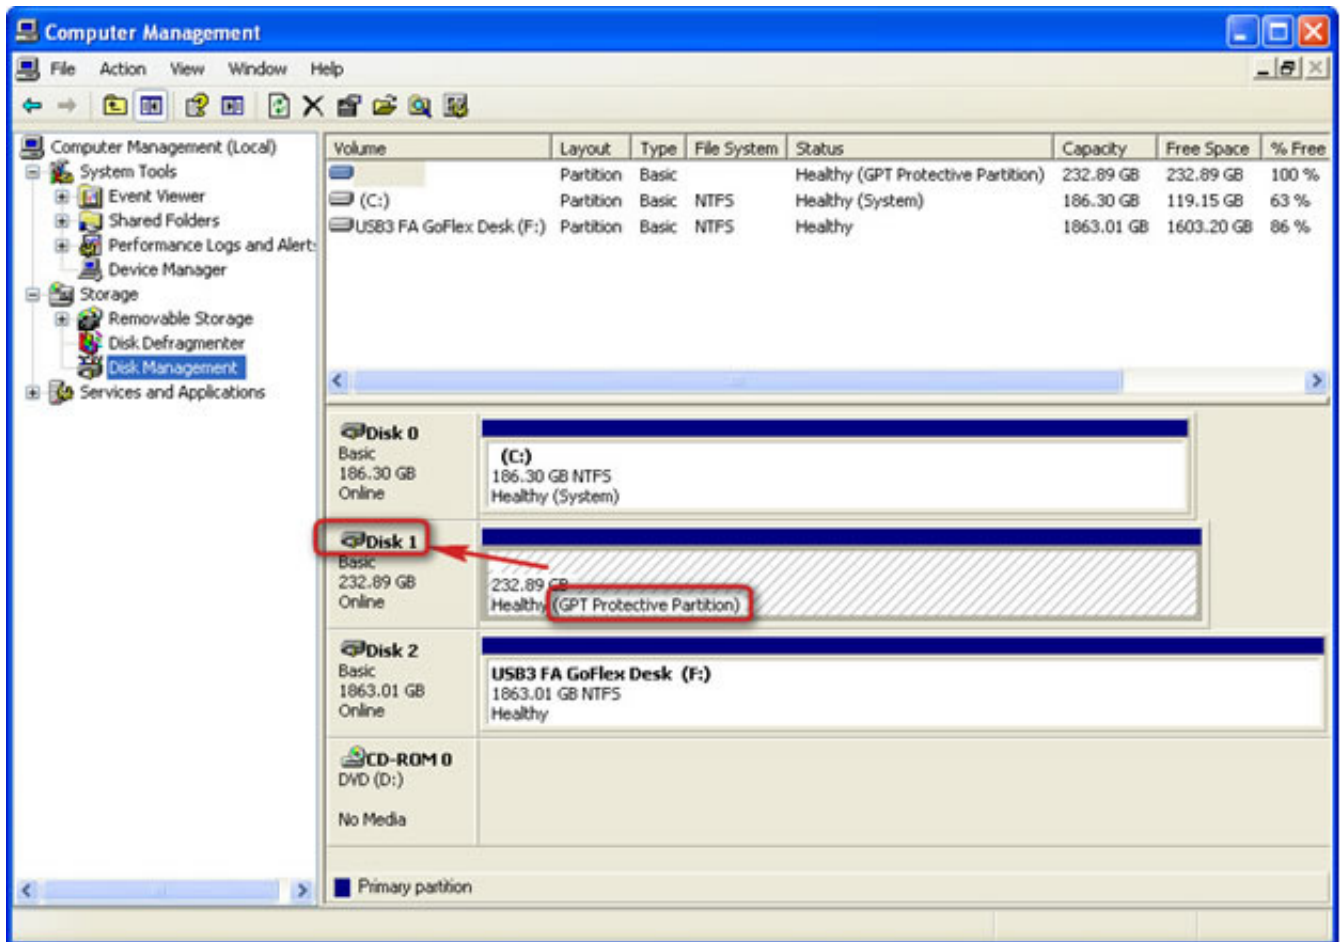 Computer Management
File Action View Window Help
Computer Management (Local)
System Tools
Event Viewer
Shared Folders
Performance Logs and Alert
Device Manager
Storage
Removable Storage
Disk Defragmenter
Disk Management
Services and Applications
Volume Layout Type File System Status Capacity Free Space % Free
Partition Basic Healthy (GPT Protective Partition) 232.89 GB 232.89 GB 100 %
(C:) Partition Basic NTFS Healthy (System) 186.30 GB 119.15 GB 63 %
USB3 FA GoFlex Desk (F:) Partition Basic NTFS Healthy 1863.01 GB 1603.20 GB 86 %
Disk 0
Basic
186.30 GB
Online
(C:)
186.30 GB NTFS
Healthy (System)
Disk 1
Basic
232.89 GB
Online
232.89 GB
Healthy (GPT Protective Partition)
Disk 2
Basic
1863.01 GB
Online
USB3 FA GoFlex Desk (F:)
1863.01 GB NTFS
Healthy
CD-ROM 0
DVD (D:)
No Media
Primary partition